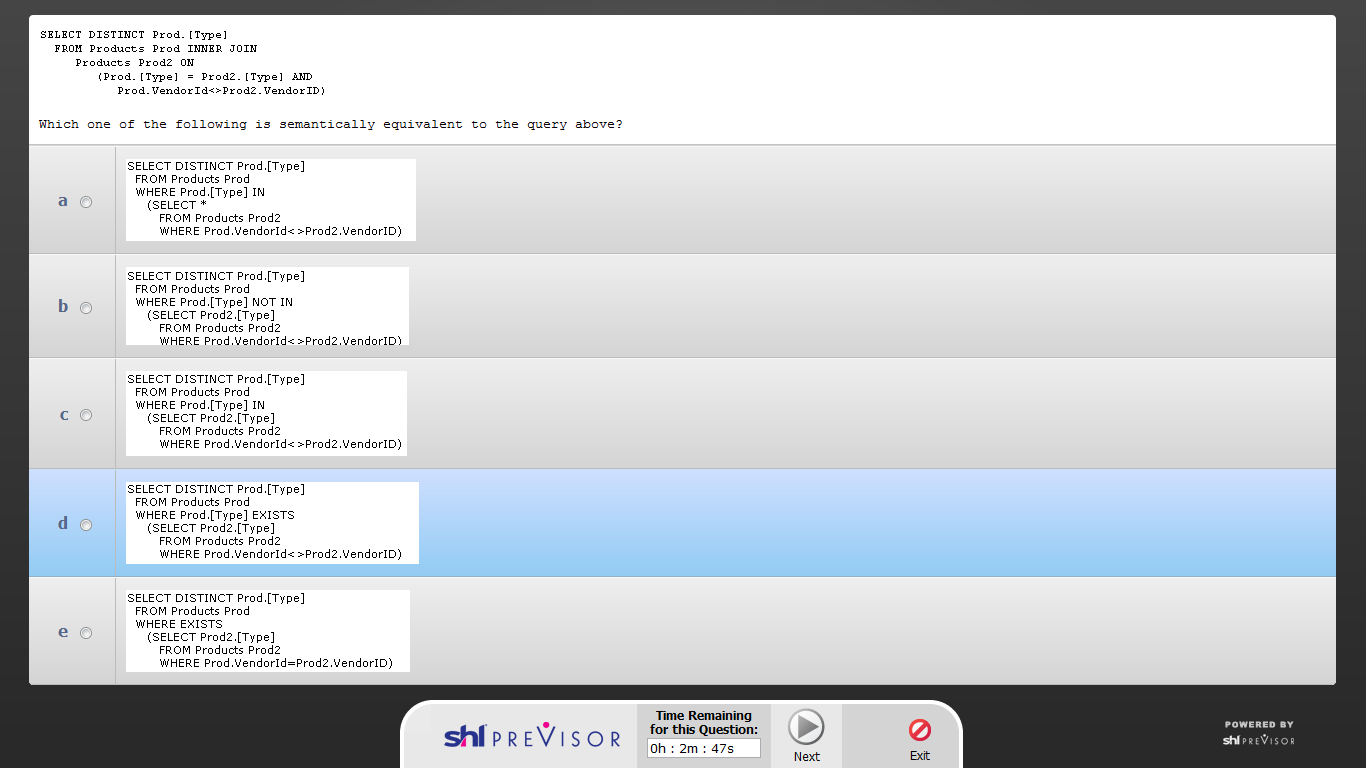 SELECT DISTINCT Prod.[Type]
FROM Products Prod INNER JOIN
Products Prod2 ON
(Prod.[Type] = Prod2.[Type] AND
Prod.VendorId<>Prod2.VendorID)
Which one of the following is semantically equivalent to the query above?
a
SELECT DISTINCT Prod.[Type]
FROM Products Prod
WHERE Prod.[Type] IN
(SELECT *
FROM Products Prod2
WHERE Prod.VendorId<>Prod2.VendorID)
b
SELECT DISTINCT Prod.[Type]
FROM Products Prod
WHERE Prod.[Type] NOT IN
(SELECT Prod2.[Type]
FROM Products Prod2
WHERE Prod.VendorId<>Prod2.VendorID)
c
SELECT DISTINCT Prod.[Type]
FROM Products Prod
WHERE Prod.[Type] IN
(SELECT Prod2.[Type]
FROM Products Prod2
WHERE Prod.VendorId<>Prod2.VendorID)
d
SELECT DISTINCT Prod.[Type]
FROM Products Prod
WHERE Prod.[Type] EXISTS
(SELECT Prod2.[Type]
FROM Products Prod2
WHERE Prod.VendorId<>Prod2.VendorID)
e
SELECT DISTINCT Prod.[Type]
FROM Products Prod
WHERE EXISTS
(SELECT Prod2.[Type]
FROM Products Prod2
WHERE Prod.VendorId=Prod2.VendorID)
shl PREVISOR
Time Remaining
for this Question:
0h : 2m : 47s
Next
Exit
POWERED BY
shl PREVISOR